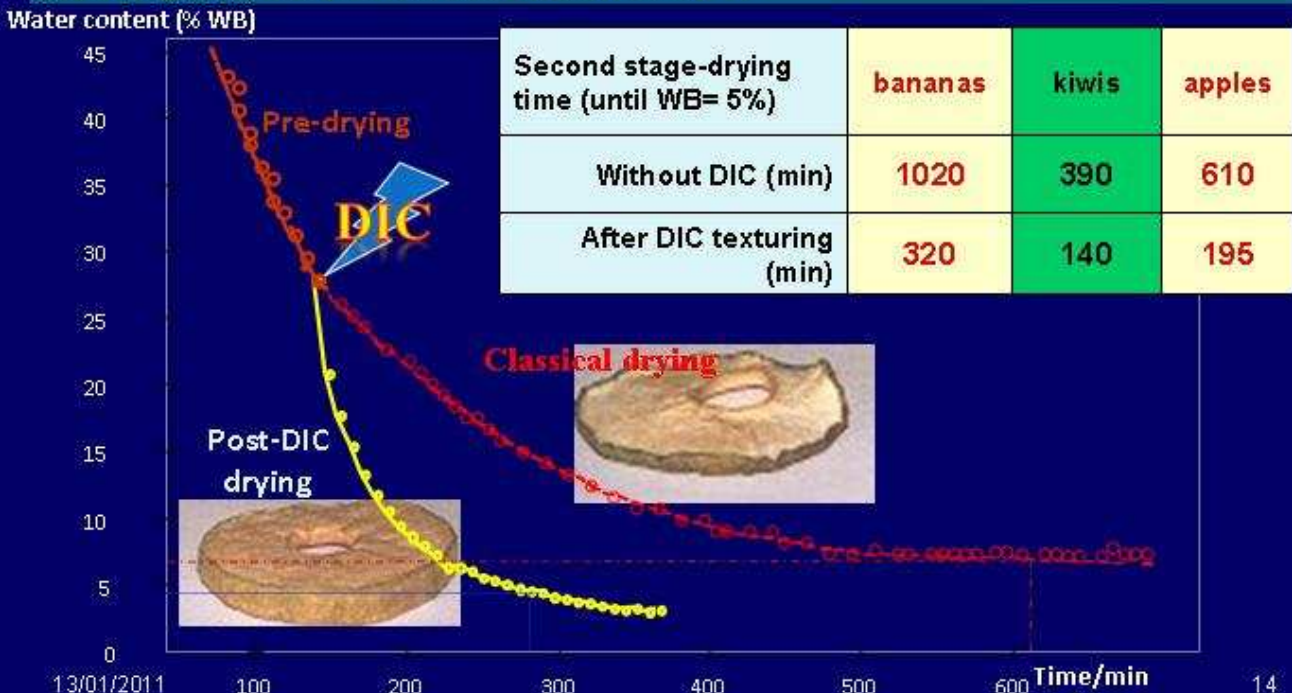 Water content (% WB)
45
40
35
30
25
20
15
10
5
0
Pre-drying
DIC
Second stage-drying
time (until WB= 5%)
bananas
kiwis
apples
Without DIC (min)
1020
390
610
After DIC texturing
(min)
320
140
195
Classical drying
Post-DIC
drying
100
200
300
400
500
600
Time/min
13/01/2011
14